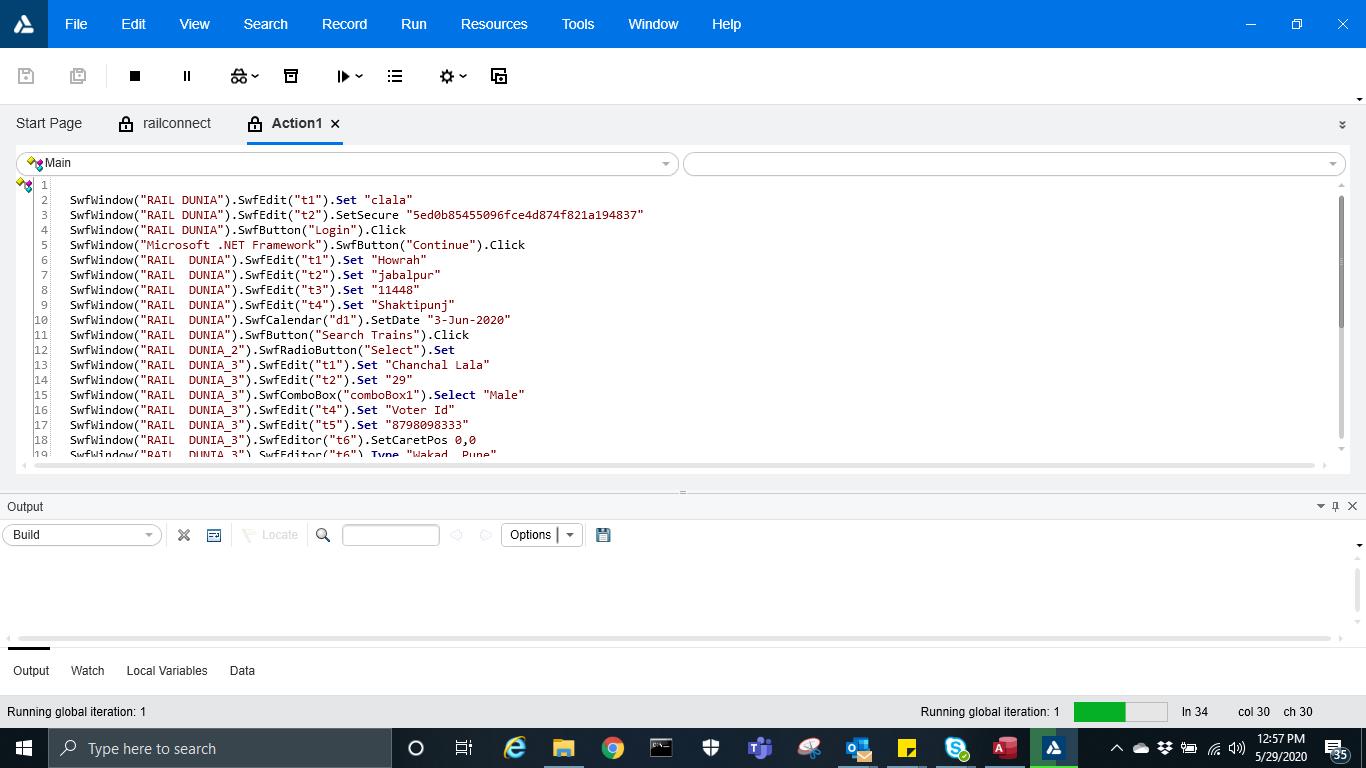 File Edit View Search Record Run Resources Tools Window Help
Start Page railconnect Action1
Main
1
2 SwfWindow("RAIL DUNIA").SwfEdit("t1").Set "clala"
3 SwfWindow("RAIL DUNIA").SwfEdit("t2").SetSecure "5ed0b85455096fce4d874f821a194837"
4 SwfWindow("RAIL DUNIA").SwfButton("Login").Click
5 SwfWindow("Microsoft .NET Framework").SwfButton("Continue").Click
6 SwfWindow("RAIL  DUNIA").SwfEdit("t1").Set "Howrah"
7 SwfWindow("RAIL  DUNIA").SwfEdit("t2").Set "jabalpur"
8 SwfWindow("RAIL  DUNIA").SwfEdit("t3").Set "11448"
9 SwfWindow("RAIL  DUNIA").SwfEdit("t4").Set "Shaktipunj"
10 SwfWindow("RAIL  DUNIA").SwfCalendar("d1").SetDate "3-Jun-2020"
11 SwfWindow("RAIL  DUNIA").SwfButton("Search Trains").Click
12 SwfWindow("RAIL  DUNIA_2").SwfRadioButton("Select").Set
13 SwfWindow("RAIL  DUNIA_3").SwfEdit("t1").Set "Chanchal Lala"
14 SwfWindow("RAIL  DUNIA_3").SwfEdit("t2").Set "29"
15 SwfWindow("RAIL  DUNIA_3").SwfComboBox("comboBox1").Select "Male"
16 SwfWindow("RAIL  DUNIA_3").SwfEdit("t4").Set "Voter Id"
17 SwfWindow("RAIL  DUNIA_3").SwfEdit("t5").Set "8798098333"
18 SwfWindow("RAIL  DUNIA_3").SwfEditor("t6").SetCaretPos 0,0
19 SwfWindow("RAIL  DUNIA_3").SwfEditor("t6").Type "Wakad, Pune"
Output
Build Locate Options
Output Watch Local Variables Data
Running global iteration: 1 Running global iteration: 1 ln 34 col 30 ch 30
Type here to search 12:57 PM
5/29/2020 35